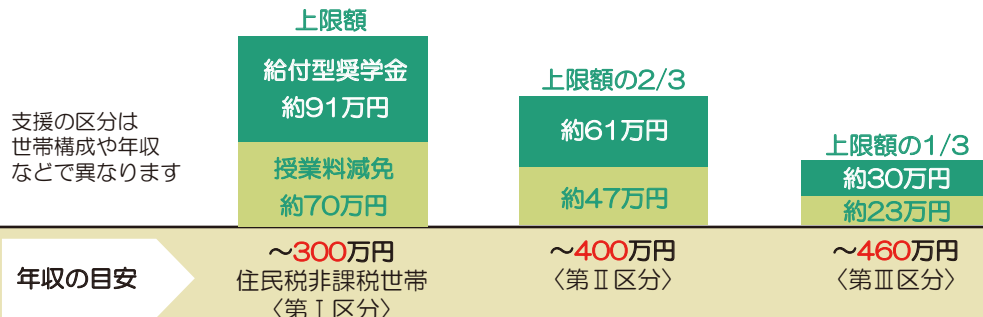 上限額
給付型奨学金
約91万円
授業料減免
約70万円
上限額の2/3
約61万円
約47万円
上限額の1/3
約30万円
約23万円
支援の区分は
世帯構成や年収
などで異なります
年収の目安
～300万円
住民税非課税世帯
〈第Ⅰ区分〉
～400万円
〈第Ⅱ区分〉
～460万円
〈第Ⅲ区分〉